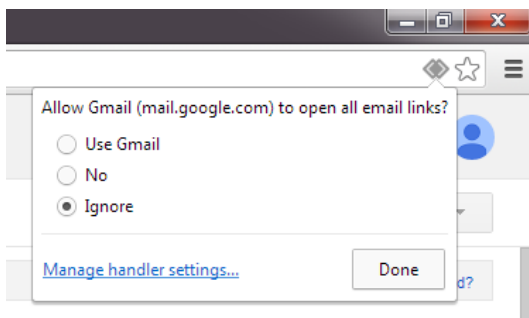 Allow Gmail (mail.google.com) to open all email links?
Use Gmail
No
Ignore
Manage handler settings...
Done
d?